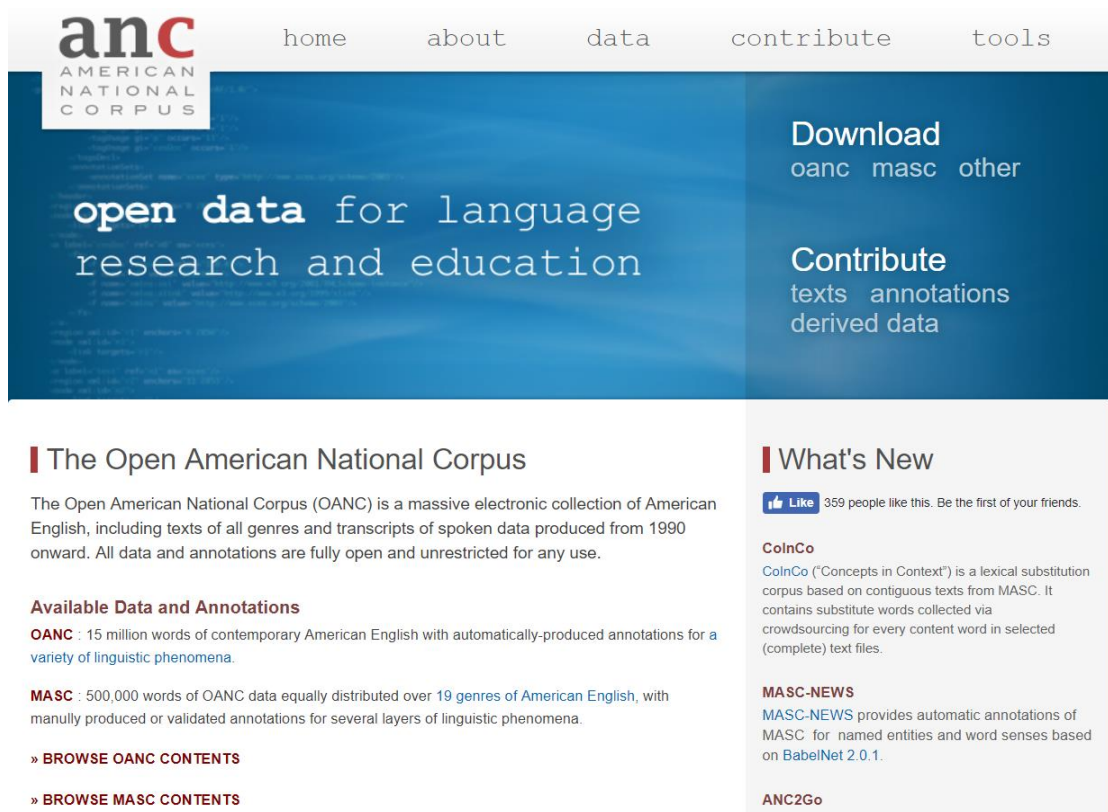 anc
AMERICAN
NATIONAL
CORPUS
home about data contribute tools
open data for language
research and education
Download
oanc masc other
Contribute
texts annotations
derived data
The Open American National Corpus
The Open American National Corpus (OANC) is a massive electronic collection of American
English, including texts of all genres and transcripts of spoken data produced from 1990
onward. All data and annotations are fully open and unrestricted for any use.
Available Data and Annotations
OANC : 15 million words of contemporary American English with automatically-produced annotations for a
variety of linguistic phenomena.
MASC : 500,000 words of OANC data equally distributed over 19 genres of American English, with
manully produced or validated annotations for several layers of linguistic phenomena.
» BROWSE OANC CONTENTS
» BROWSE MASC CONTENTS
What's New
Like 359 people like this. Be the first of your friends.
CoInCo
CoInCo (“Concepts in Context”) is a lexical substitution
corpus based on contiguous texts from MASC. It
contains substitute words collected via
crowdsourcing for every content word in selected
(complete) text files.
MASC-NEWS
MASC-NEWS provides automatic annotations of
MASC for named entities and word senses based
on BabelNet 2.0.1.
ANC2Go